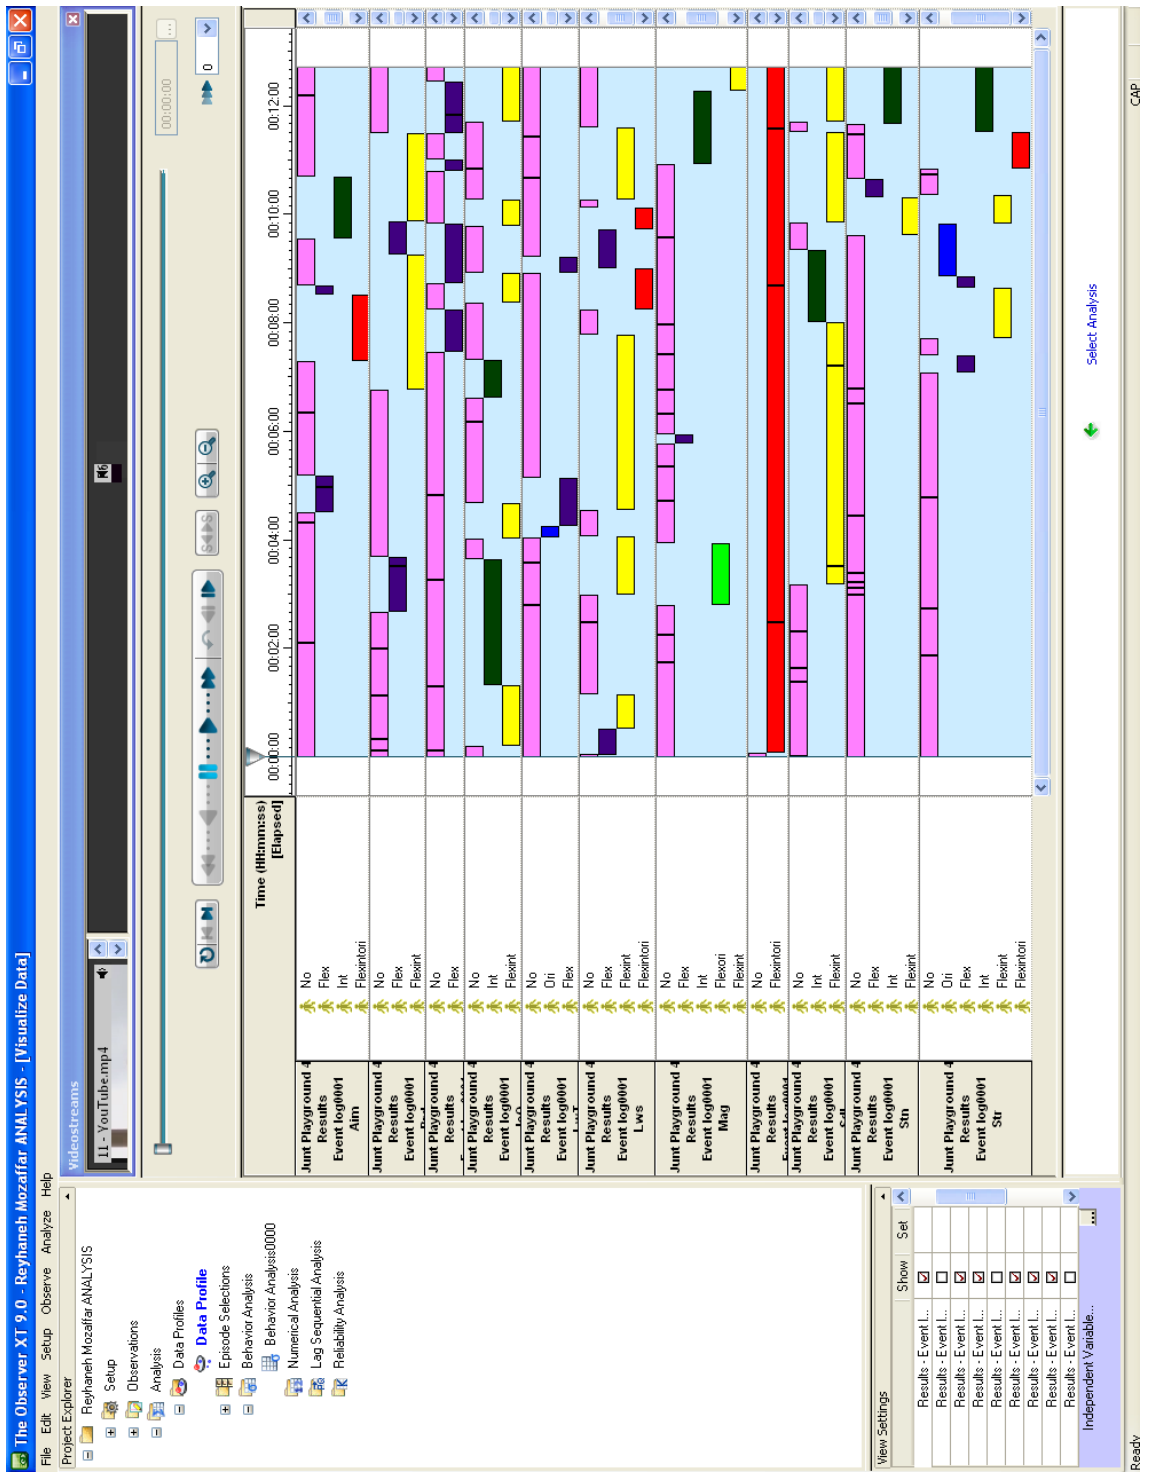 The Observer XT 9.0 - Reyhaneh Mozaffar ANALYSIS - [Visualize Data]
File Edit View Setup Observe Analyze Help
Project Explorer
Reyhaneh Mozaffar ANALYSIS
Setup
Observations
Analysis
Data Profiles
Data Profile
Episode Selections
Behavior Analysis
Behavior Analysis0000
Numerical Analysis
Lag Sequential Analysis
Reliability Analysis
View Settings
Show Set
Results - Event l...
Results - Event l...
Results - Event l...
Results - Event l...
Results - Event l...
Results - Event l...
Results - Event l...
Results - Event l...
Results - Event l...
Independent Variable...
Videostreams
11 - YouTube.mp4
00:00:00
0
Time (HH:mm:ss)
[Elapsed]
00:00:00 00:02:00 00:04:00 00:06:00 00:08:00 00:10:00 00:12:00
Junt Playground 4
Results
Event log0001
Aim
No
Flex
Int
Flexintori
Junt Playground 4
Results
Event log0001
No
Flex
Flexint
Junt Playground 4
Results
No
Flex
Junt Playground 4
Results
Event log0001
No
Int
Flexint
Junt Playground 4
Results
Event log0001
No
Ori
Flex
Junt Playground 4
Results
Event log0001
Lws
No
Flex
Flexint
Flexintori
Junt Playground 4
Results
Event log0001
Mag
No
Flex
Int
Flexori
Flexint
Junt Playground 4
Results
No
Flexintori
Junt Playground 4
Results
Event log0001
No
Int
Flexint
Junt Playground 4
Results
Event log0001
Stn
No
Flex
Int
Flexint
Junt Playground 4
Results
Event log0001
Str
No
Ori
Flex
Int
Flexint
Flexintori
Select Analysis
Ready
CAP